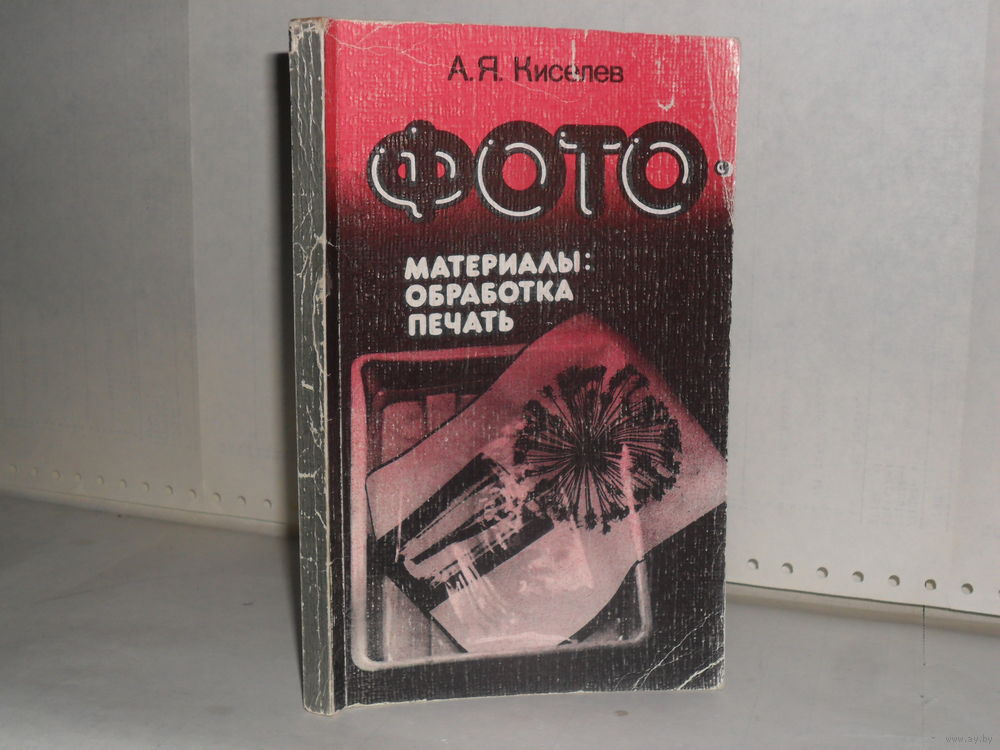 А. Я. Киселев
ФОТО
МАТЕРИАЛЫ:
ОБРАБОТКА
ПЕЧАТЬ
www.ay.by